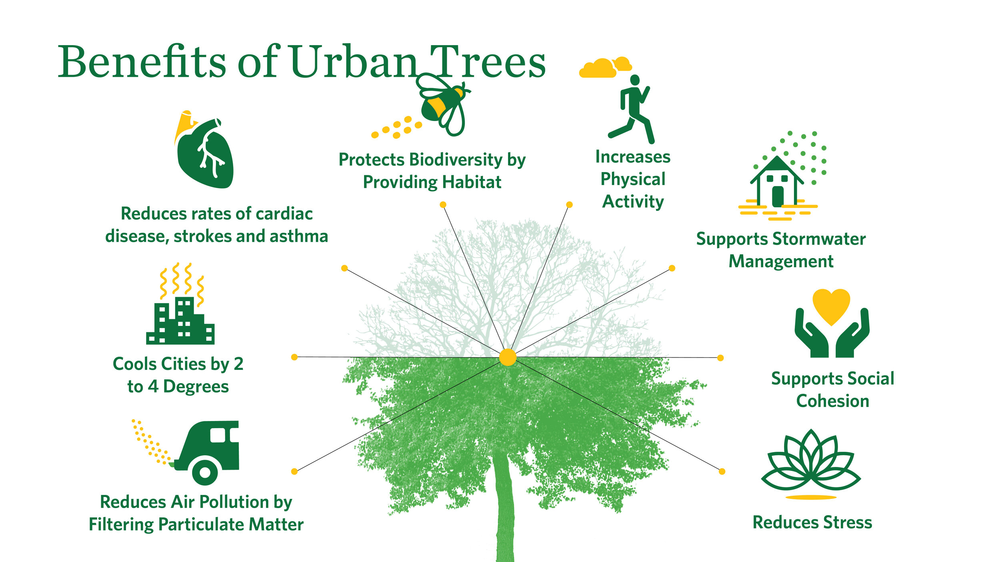 Benefits of Urban Trees
Reduces rates of cardiac
disease, strokes and asthma
Protects Biodiversity by
Providing Habitat
Increases
Physical
Activity
Supports Stormwater
Management
Cools Cities by 2
to 4 Degrees
Supports Social
Cohesion
Reduces Air Pollution by
Filtering Particulate Matter
Reduces Stress